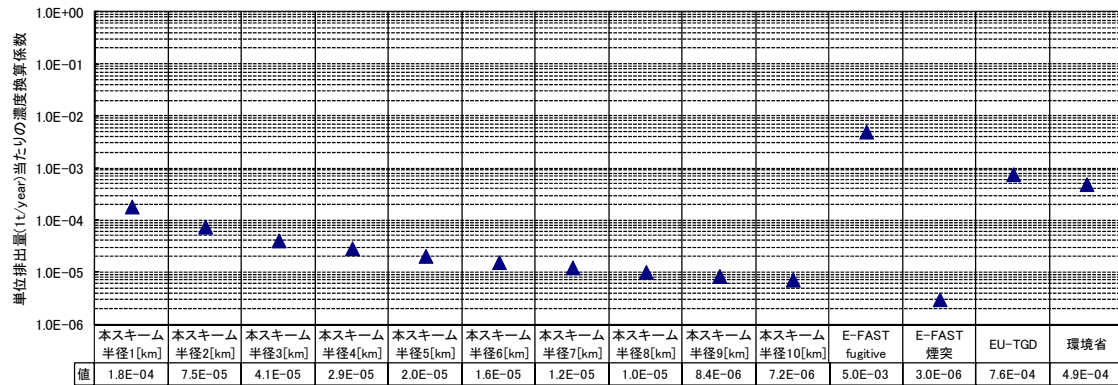 単位排出量(1t/year)当たりの濃度換算係数
1.0E+00
1.0E-01
1.0E-02
1.0E-03
1.0E-04
1.0E-05
1.0E-06
本スキーム 本スキーム 本スキーム 本スキーム 本スキーム 本スキーム 本スキーム 本スキーム 本スキーム 本スキーム E-FAST E-FAST EU-TGD 環境省
半径1[km] 半径2[km] 半径3[km] 半径4[km] 半径5[km] 半径6[km] 半径7[km] 半径8[km] 半径9[km] 半径10[km] fugitive 煙突
値 1.8E-04 7.5E-05 4.1E-05 2.9E-05 2.0E-05 1.6E-05 1.2E-05 1.0E-05 8.4E-06 7.2E-06 5.0E-03 3.0E-06 7.6E-04 4.9E-04